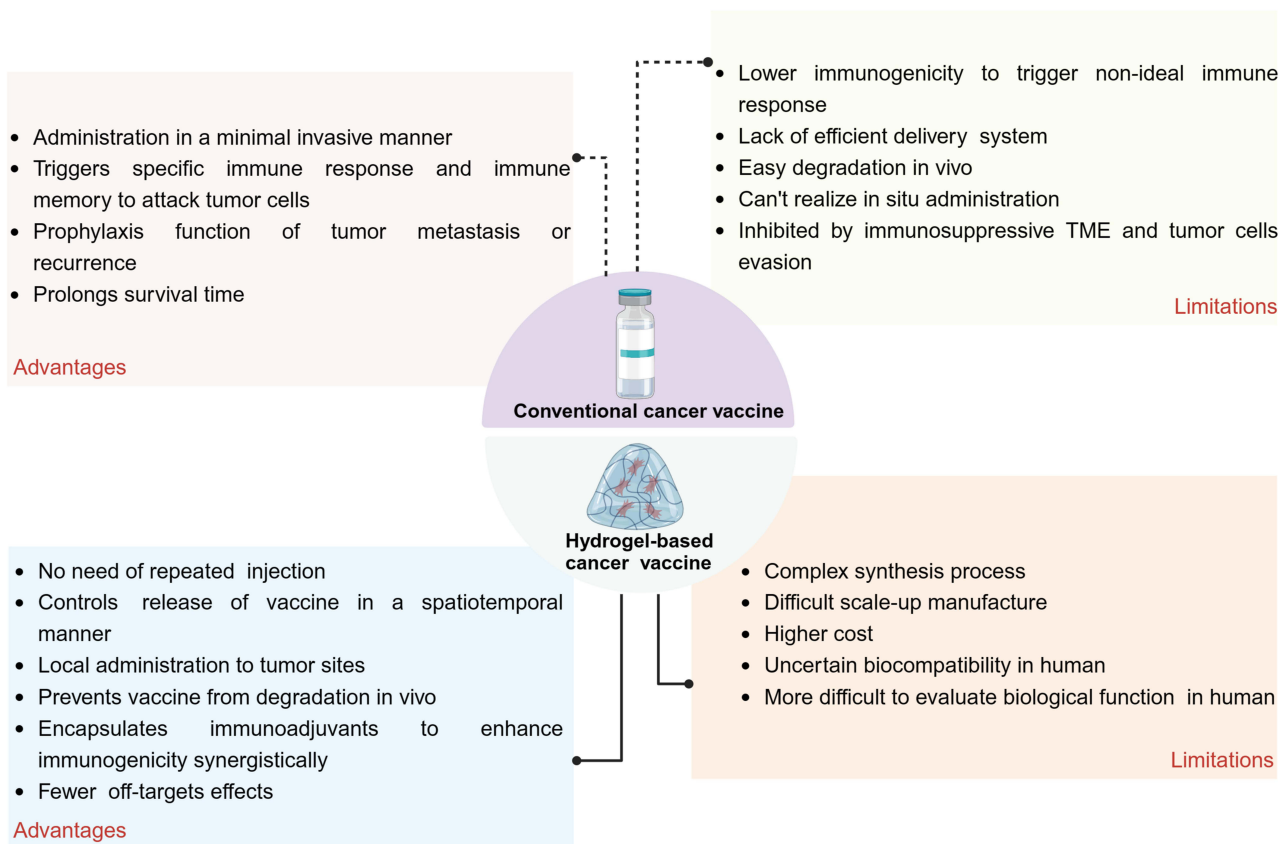 • Administration in a minimal invasive manner
• Triggers specific immune response and immune
memory to attack tumor cells
• Prophylaxis function of tumor metastasis or
recurrence
• Prolongs survival time
Advantages
• Lower immunogenicity to trigger non-ideal immune
response
• Lack of efficient delivery system
• Easy degradation in vivo
• Can't realize in situ administration
• Inhibited by immunosuppressive TME and tumor cells
evasion
Limitations
Conventional cancer vaccine
Hydrogel-based
cancer vaccine
• No need of repeated injection
• Controls release of vaccine in a spatiotemporal
manner
• Local administration to tumor sites
• Prevents vaccine from degradation in vivo
• Encapsulates immunoadjuvants to enhance
immunogenicity synergistically
• Fewer off-targets effects
Advantages
• Complex synthesis process
• Difficult scale-up manufacture
• Higher cost
• Uncertain biocompatibility in human
• More difficult to evaluate biological function in human
Limitations